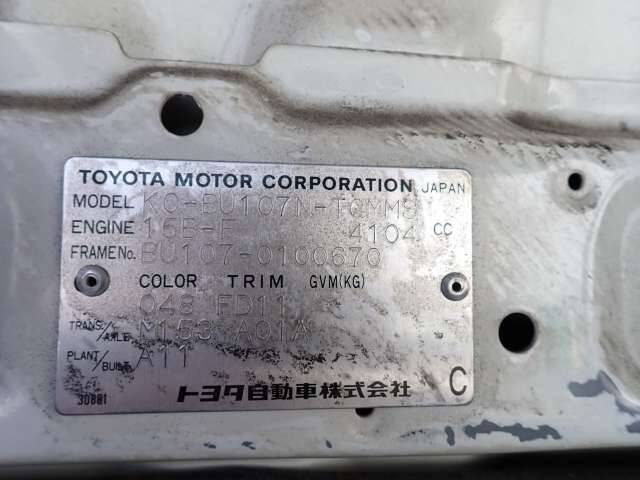 TOYOTA MOTOR CORPORATION JAPAN
MODEL KC-BU107M-TQMMS
ENGINE 15B-F 4104 CC
FRAME No. BU107-0100670
COLOR TRIM GVM(KG)
048 FD11
TRANS./AXLE M153 A01A
PLANT/BUILT A11
30881
トヨタ自動車株式会社 C